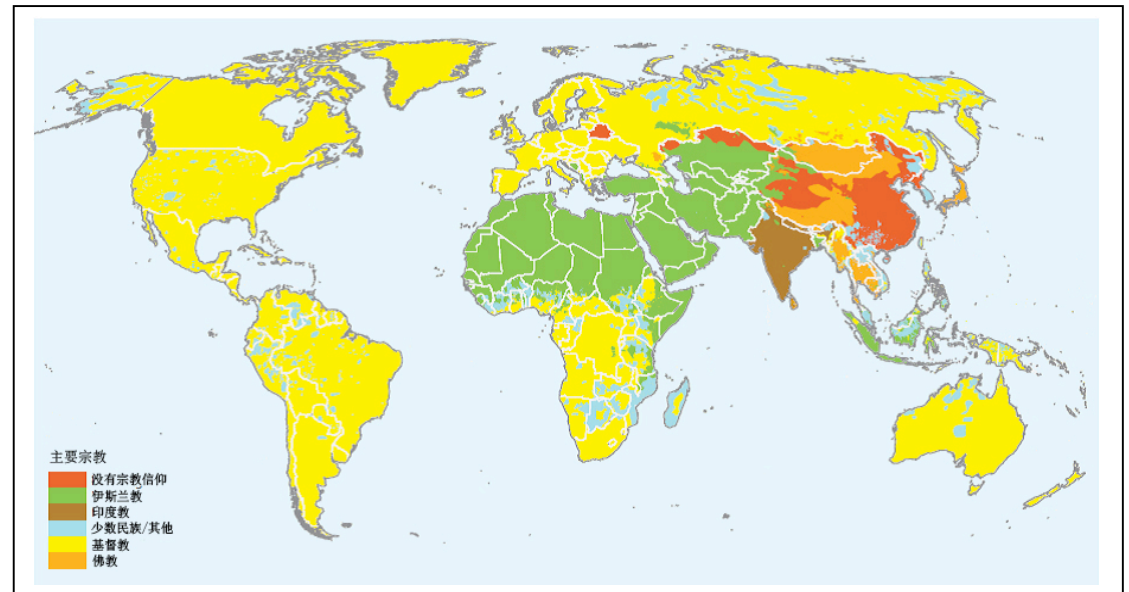 主要宗教
没有宗教信仰
伊斯兰教
印度教
少数民族/其他
基督教
佛教